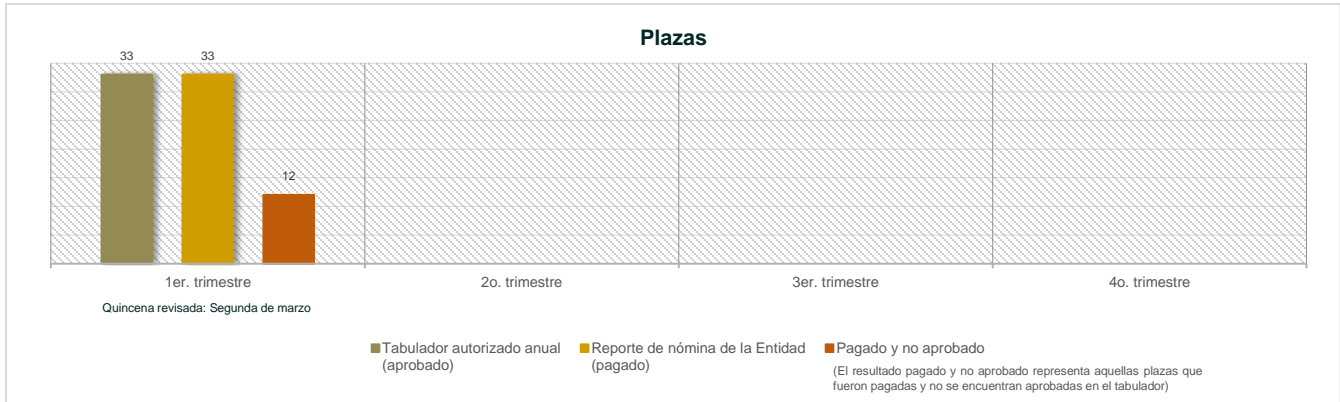 Plazas
33
33
12
1er. trimestre
2o. trimestre
3er. trimestre
4o. trimestre
Quincena revisada: Segunda de marzo
Tabulador autorizado anual
(aprobado)
Reporte de nómina de la Entidad
(pagado)
Pagado y no aprobado
(El resultado pagado y no aprobado representa aquellas plazas que
fueron pagadas y no se encuentran aprobadas en el tabulador)